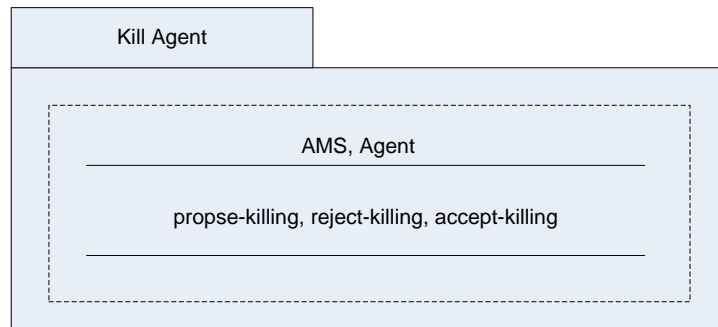 Kill Agent
AMS, Agent
propse-killing, reject-killing, accept-killing